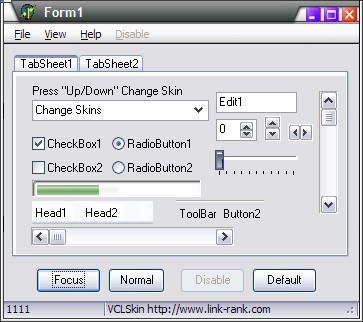 Form1
File View Help Disable
TabSheet1 TabSheet2
Press "Up/Down" Change Skin
Change Skins
Edit1
0
CheckBox1 RadioButton1
CheckBox2 RadioButton2
Head1 Head2 ToolBar Button2
Focus Normal Disable Default
1111 VCLSkin http://www.link-rank.com